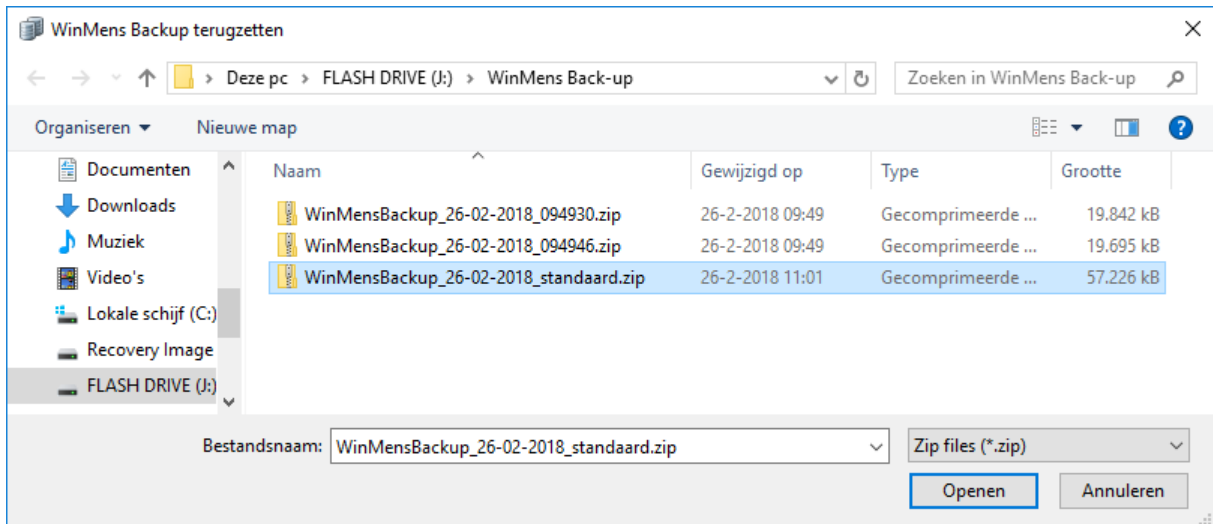 WinMens Backup terugzetten
Deze pc > FLASH DRIVE (J:) > WinMens Back-up
Zoeken in WinMens Back-up
Organiseren Nieuwe map
Documenten
Downloads
Muziek
Video's
Lokale schijf (C:)
Recovery Image
FLASH DRIVE (J:)
Naam Gewijzigd op Type Grootte
WinMensBackup_26-02-2018_094930.zip 26-2-2018 09:49 Gecomprimeerde ... 19.842 kB
WinMensBackup_26-02-2018_094946.zip 26-2-2018 09:49 Gecomprimeerde ... 19.695 kB
WinMensBackup_26-02-2018_standaard.zip 26-2-2018 11:01 Gecomprimeerde ... 57.226 kB
Bestandsnaam: WinMensBackup_26-02-2018_standaard.zip Zip files (*.zip)
Openen Annuleren